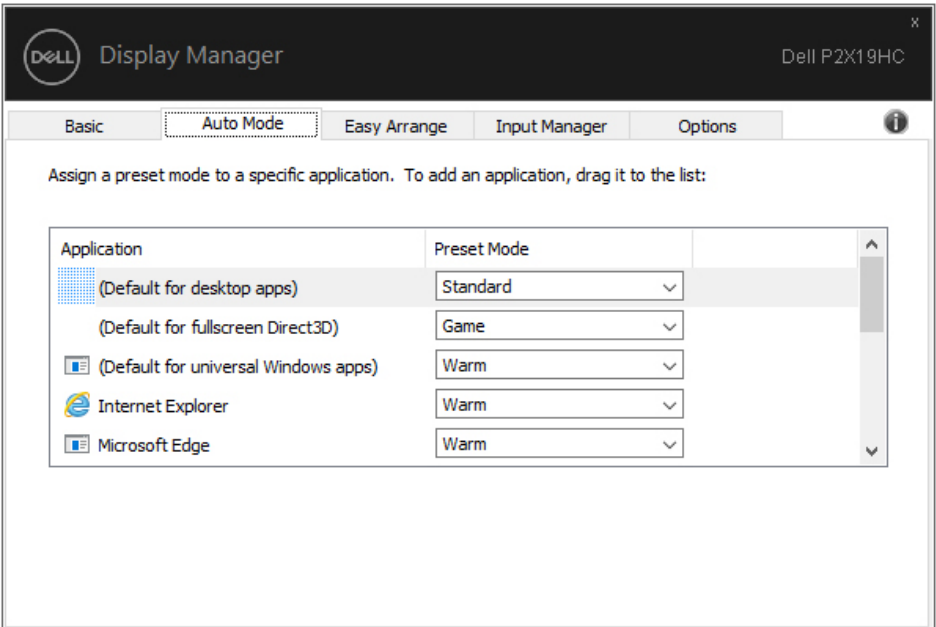 x
DELL Display Manager Dell P2X19HC
Basic Auto Mode Easy Arrange Input Manager Options i
Assign a preset mode to a specific application. To add an application, drag it to the list:
Application Preset Mode
(Default for desktop apps) Standard
(Default for fullscreen Direct3D) Game
(Default for universal Windows apps) Warm
Internet Explorer Warm
Microsoft Edge Warm